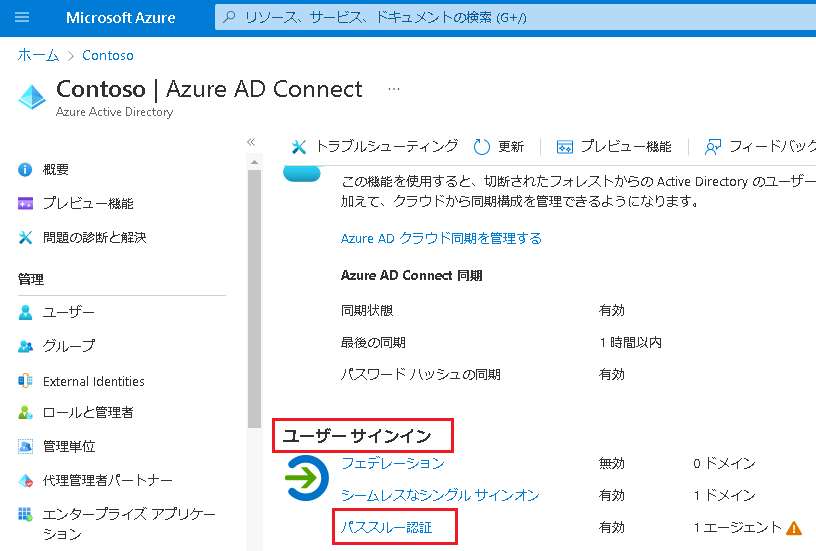 Microsoft Azure
リソース、サービス、ドキュメントの検索 (G+/)
ホーム > Contoso
Contoso | Azure AD Connect ...
Azure Active Directory
«
概要
プレビュー機能
問題の診断と解決
管理
ユーザー
グループ
External Identities
ロールと管理者
管理単位
代理管理者パートナー
エンタープライズ アプリケー
ション
トラブルシューティング 更新 プレビュー機能 フィードバック
この機能を使用すると、切断されたフォレストからの Active Directory のユーザー
加えて、クラウドから同期構成を管理できるようになります。
Azure AD クラウド同期を管理する
Azure AD Connect 同期
同期状態 有効
最後の同期 1 時間以内
パスワード ハッシュの同期 有効
ユーザー サインイン
フェデレーション 無効 0 ドメイン
シームレスなシングル サインオン 有効 1 ドメイン
パススルー認証 有効 1 エージェント